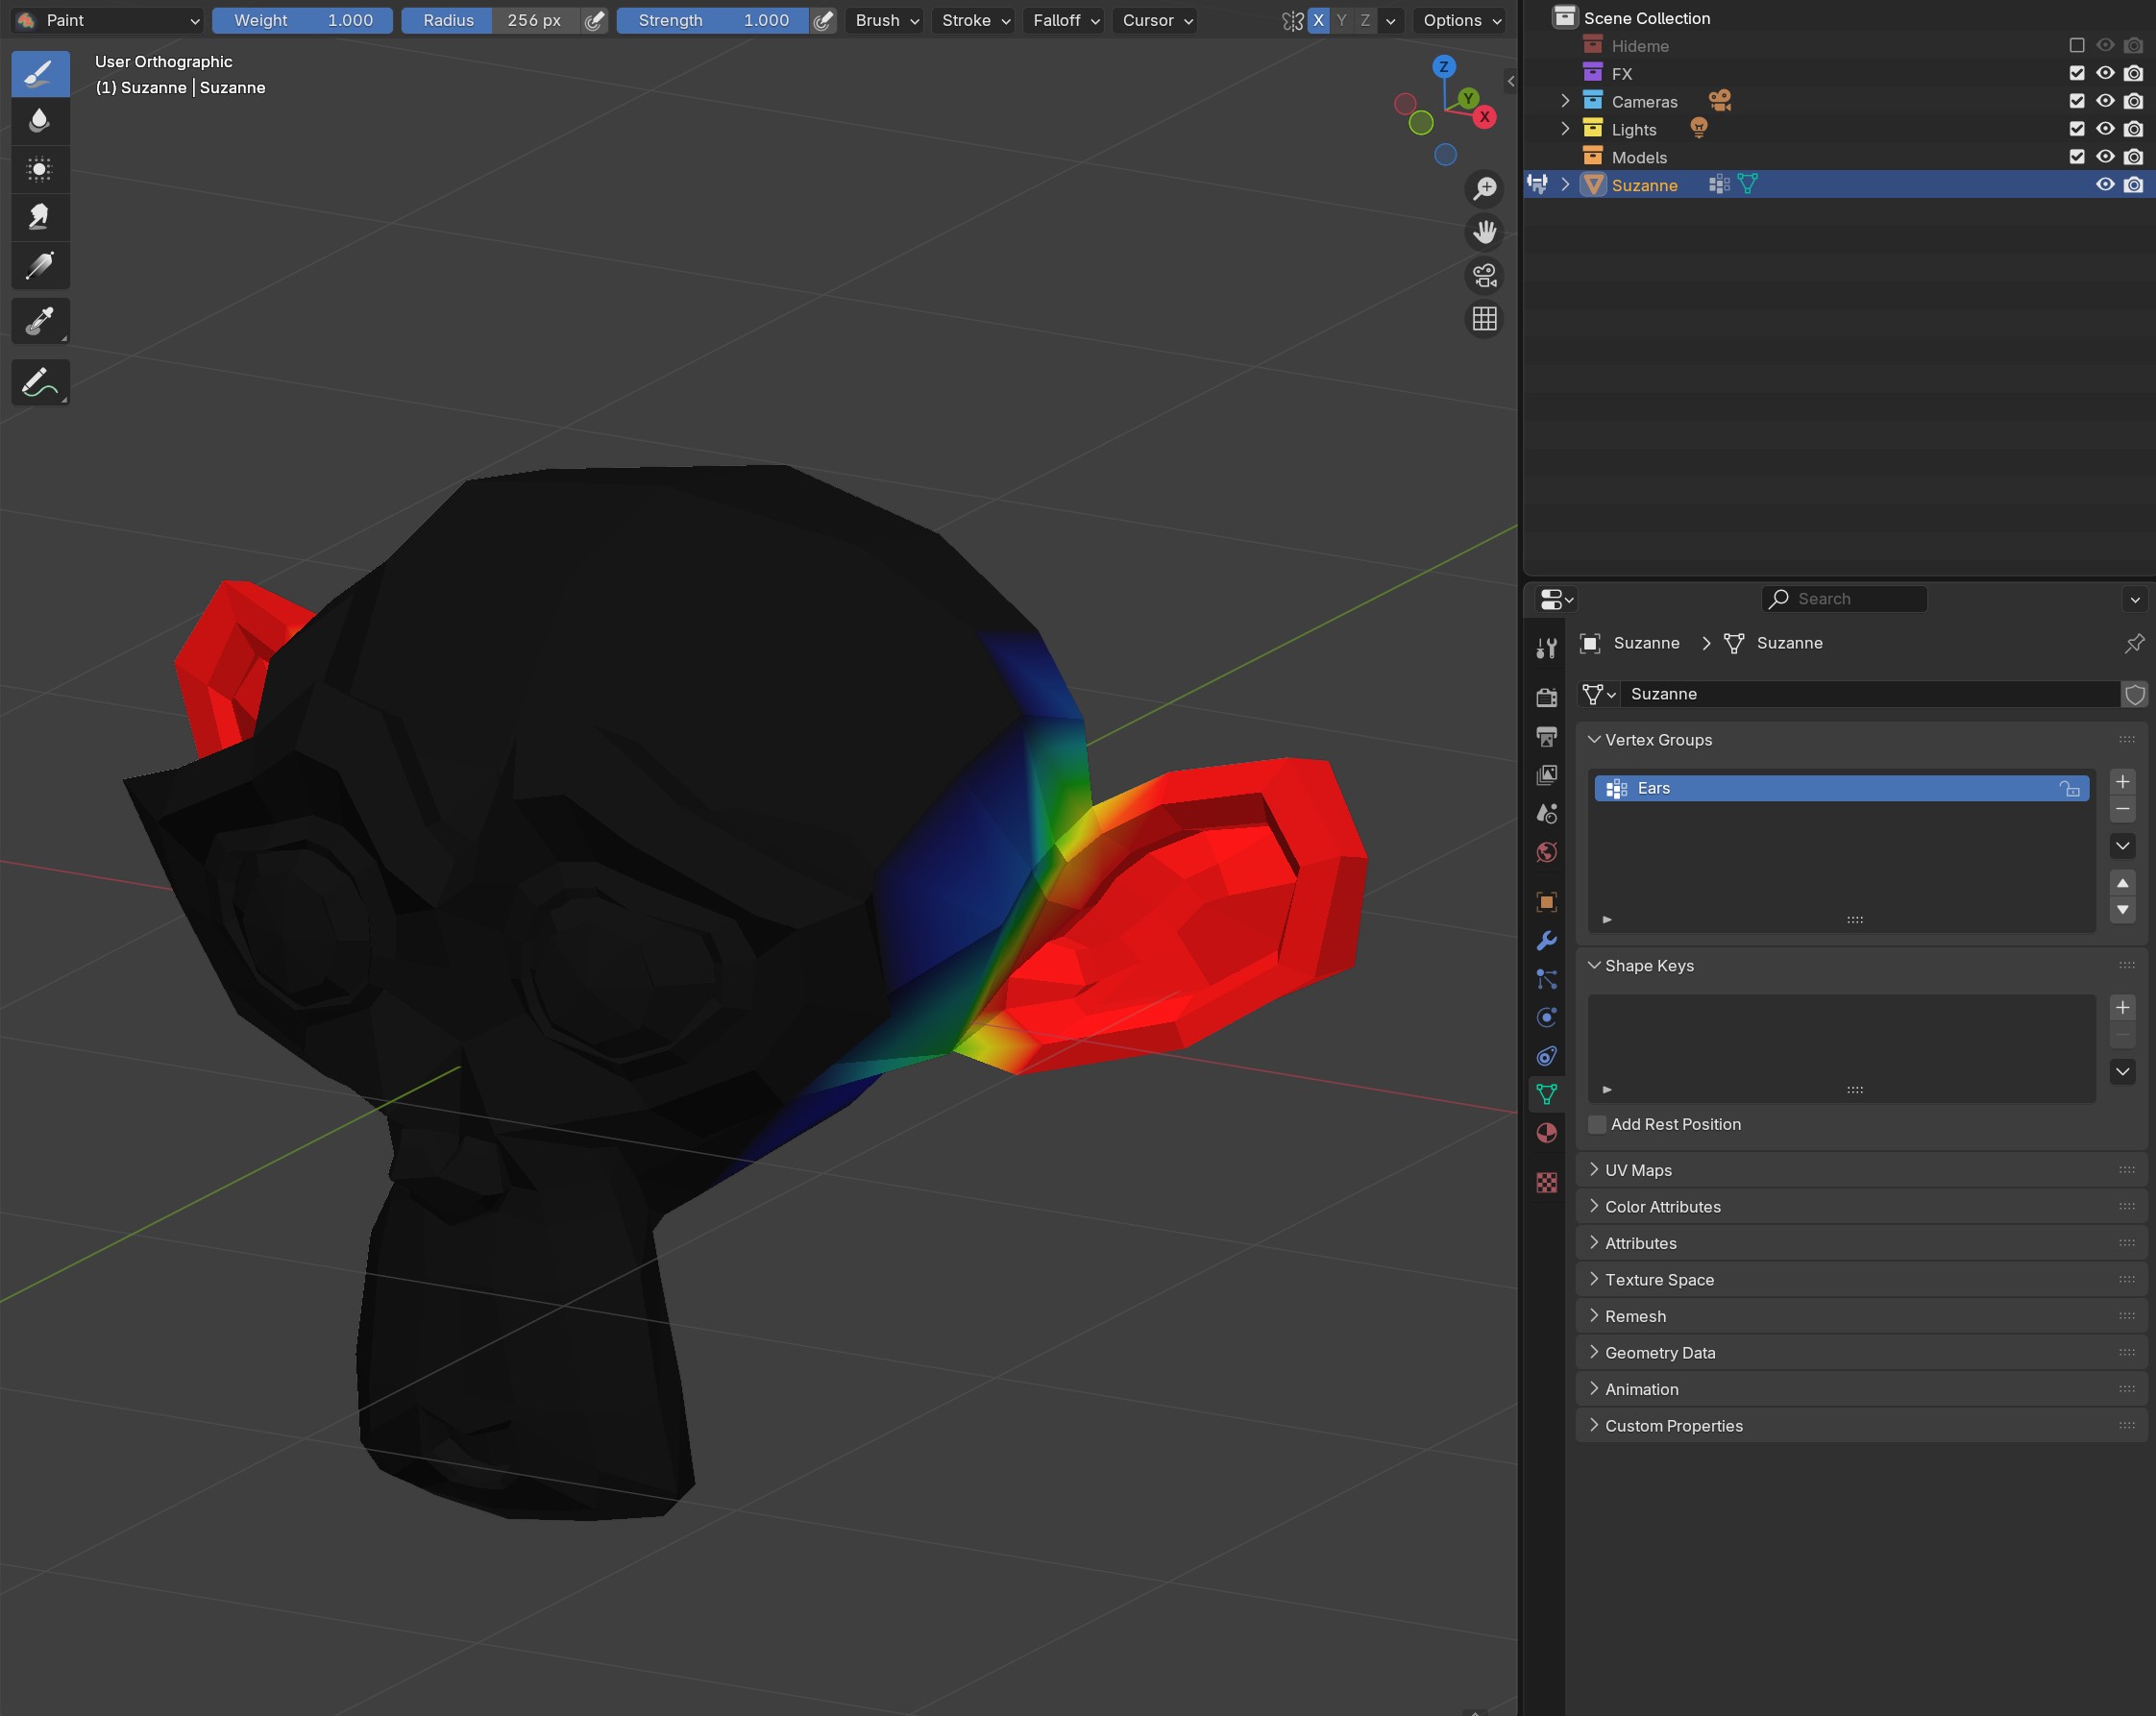 Paint Weight 1.000 Radius 256 px Strength 1.000 Brush Stroke Falloff Cursor X Y Z Options
User Orthographic
(1) Suzanne | Suzanne
Z
Y
X
Scene Collection
Hideme
FX
Cameras
Lights
Models
Suzanne
Search
Suzanne Suzanne
Suzanne
Vertex Groups
Ears
Shape Keys
Add Rest Position
UV Maps
Color Attributes
Attributes
Texture Space
Remesh
Geometry Data
Animation
Custom Properties